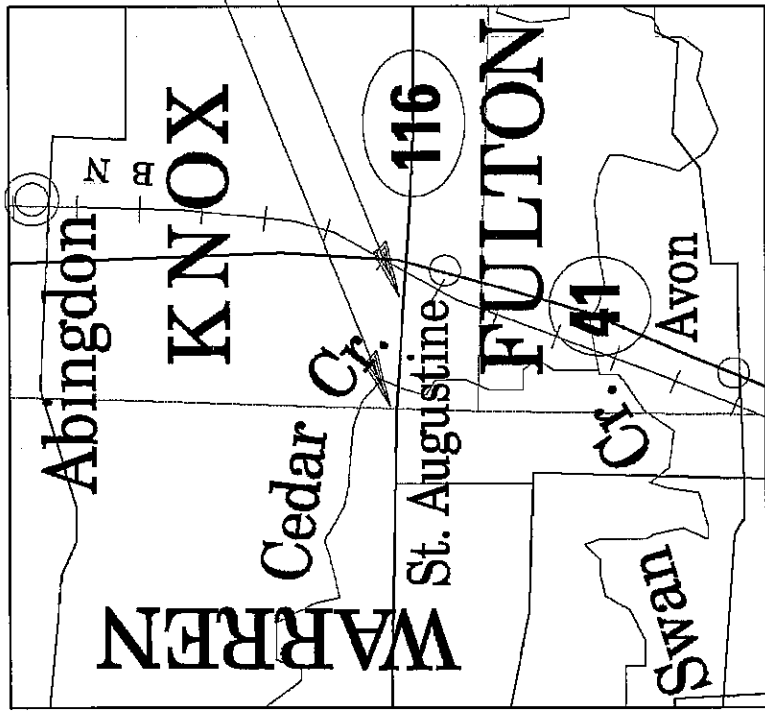 Abingdon
B N
KNOX
WARREN
Cedar Cr.
116
St. Augustine
FULTON
41
Avon
Swan Cr.